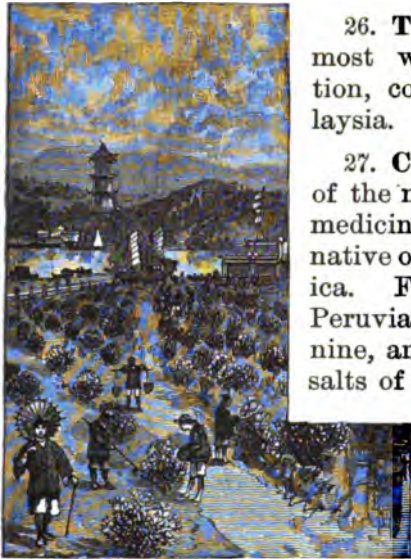 26. T
most w
tion, co
laysia.
27. C
of the m
medicin
native o
ica. F
Peruvia
nine, an
salts of